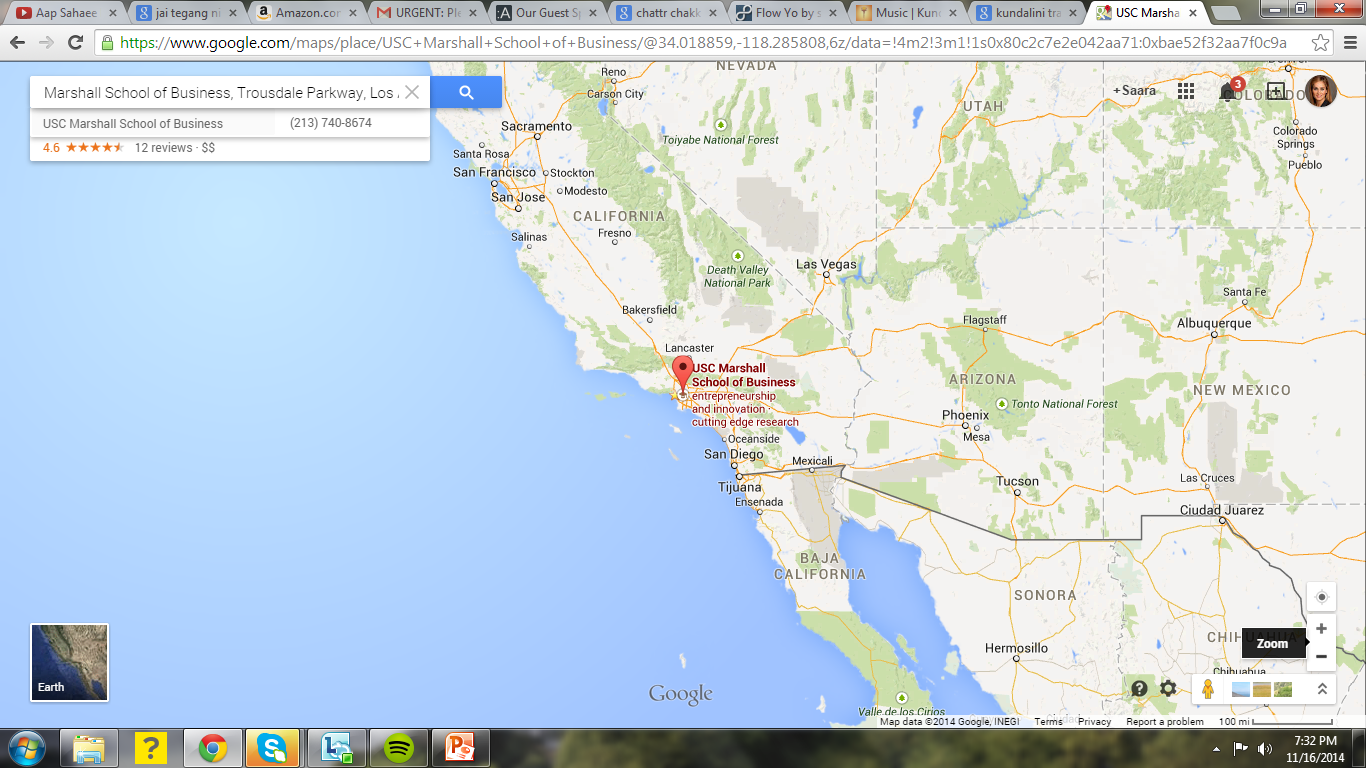 Aap Sahaee
jai tegang ni
Amazon.con
URGENT: Ple
Our Guest Sp
chattr chakk
Flow Yo by s
Music | Kund
kundalini tra
USC Marsha
https://www.google.com/maps/place/USC+Marshall+School+of+Business/@34.018859,-118.285808,6z/data=!4m2!3m1!1s0x80c2c7e2e042aa71:0xbae52f32aa7f0c9a
Marshall School of Business, Trousdale Parkway, Los
USC Marshall School of Business (213) 740-8674
4.6 12 reviews · $$
+Saara
3
NEVADA
Reno
Carson City
UTAH
COLORADO
Denver
Colorado
Springs
Pueblo
Sacramento
Toiyabe National Forest
Santa Rosa
San Francisco
Stockton
Modesto
San Jose
CALIFORNIA
Fresno
Salinas
Death Valley
National Park
Las Vegas
Santa Fe
Bakersfield
Flagstaff
Albuquerque
Lancaster
USC Marshall
School of Business
entrepreneurship
and innovation ·
cutting edge research
ARIZONA
NEW MEXICO
Phoenix
Tonto National Forest
Mesa
Oceanside
San Diego
Mexicali
Tijuana
Tucson
Las Cruces
Ensenada
Ciudad Juarez
BAJA
CALIFORNIA
SONORA
CHIHUAHUA
Zoom
Hermosillo
Chihuahua
Earth
Google
Valle de los Cirios
Map data ©2014 Google, INEGI Terms Privacy Report a problem 100 mi
7:32 PM
11/16/2014